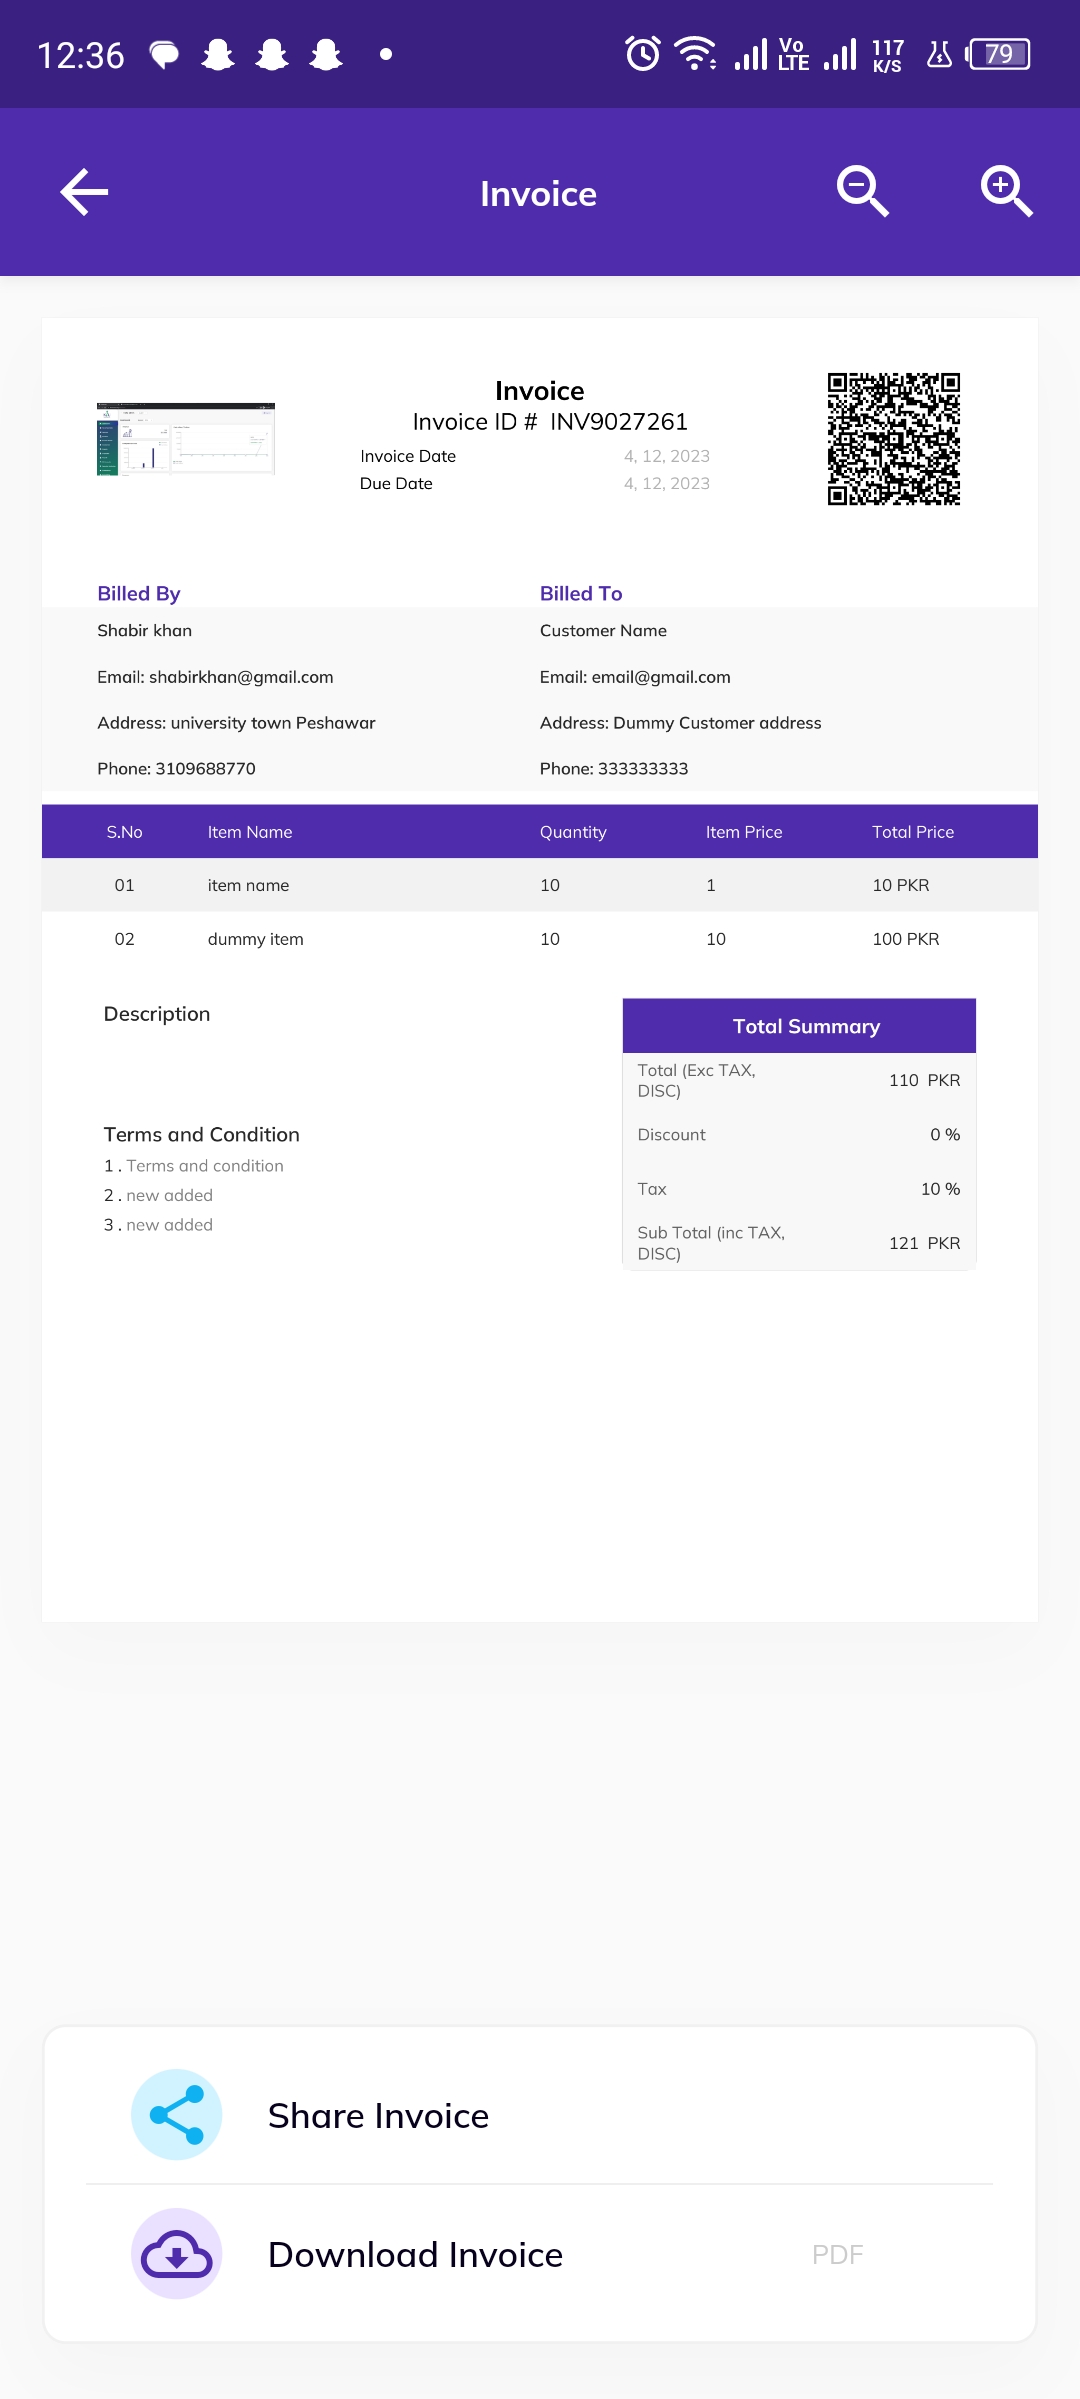 12:36 Vo LTE 117 K/S 79
Invoice
Invoice
Invoice ID # INV9027261
Invoice Date 4, 12, 2023
Due Date 4, 12, 2023
Billed By Billed To
Shabir khan Customer Name
Email: shabirkhan@gmail.com Email: email@gmail.com
Address: university town Peshawar Address: Dummy Customer address
Phone: 3109688770 Phone: 333333333
S.No Item Name Quantity Item Price Total Price
01 item name 10 1 10 PKR
02 dummy item 10 10 100 PKR
Description
Terms and Condition
1 . Terms and condition
2 . new added
3 . new added
Total Summary
Total (Exc TAX, DISC) 110 PKR
Discount 0 %
Tax 10 %
Sub Total (inc TAX, DISC) 121 PKR
Share Invoice
Download Invoice PDF